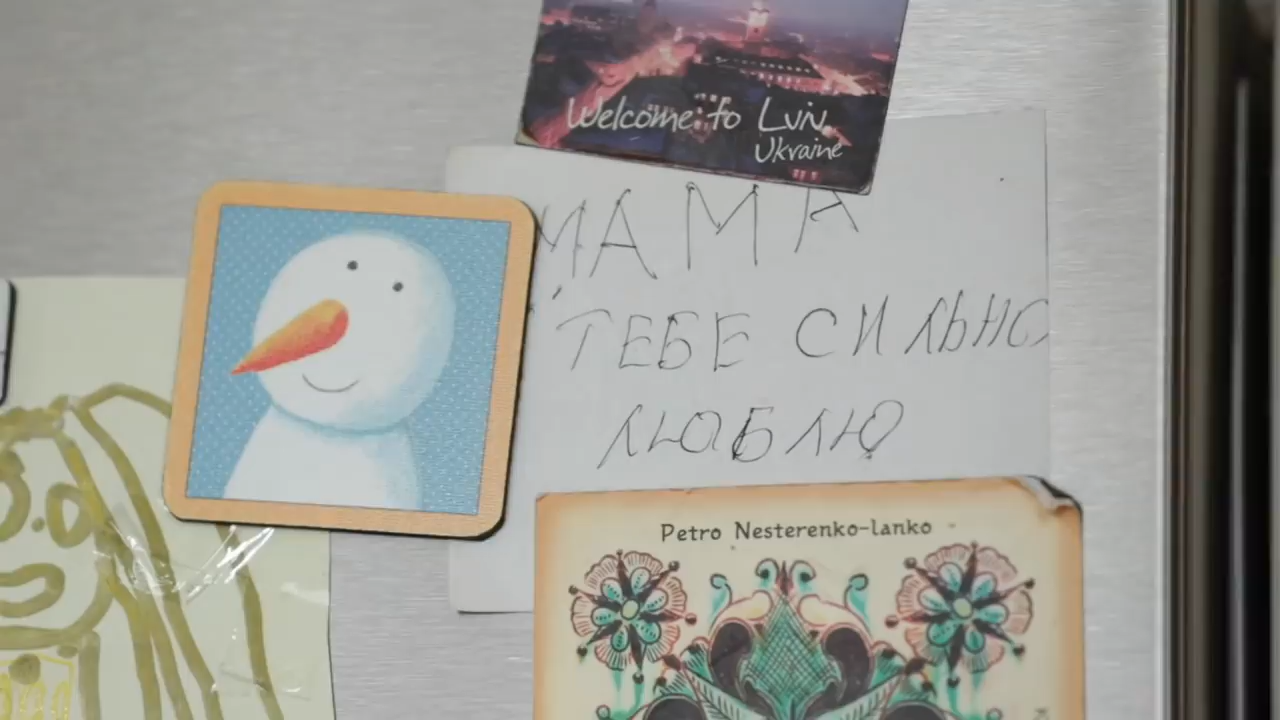 Welcome to Lviv,
Ukraine
МАМА
ТЕБЕ СИЛЬНО
ЛЮБЛЮ
Petro Nesterenko-lanko